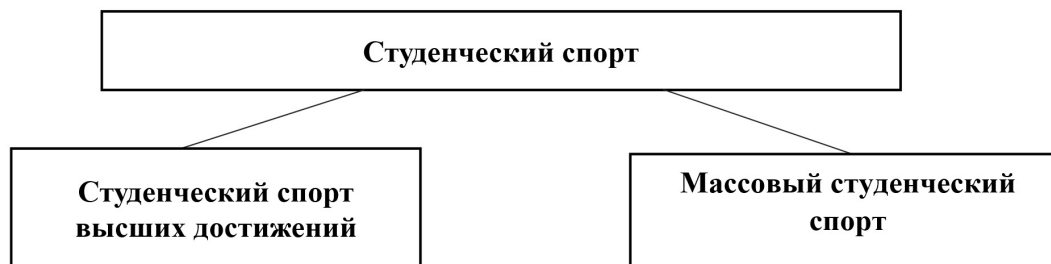 Студенческий спорт
Студенческий спорт
высших достижений
Массовый студенческий
спорт